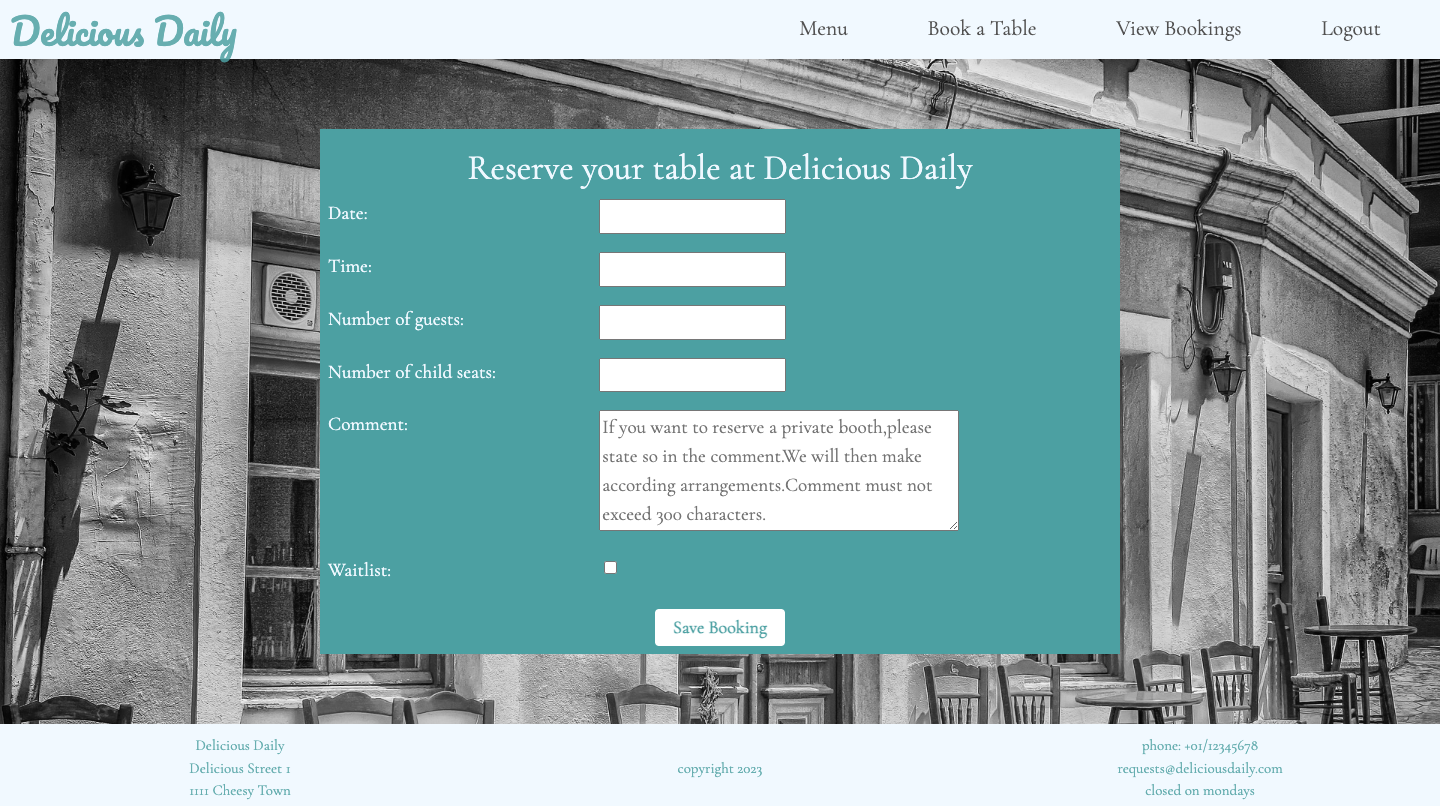 Delicious Daily
Menu
Book a Table
View Bookings
Logout
Reserve your table at Delicious Daily
Date:
Time:
Number of guests:
Number of child seats:
Comment:
If you want to reserve a private booth,please
state so in the comment.We will then make
according arrangements.Comment must not
exceed 300 characters.
Waitlist:
Save Booking
Delicious Daily
Delicious Street 1
1111 Cheesy Town
copyright 2023
phone: +01/12345678
requests@deliciousdaily.com
closed on mondays